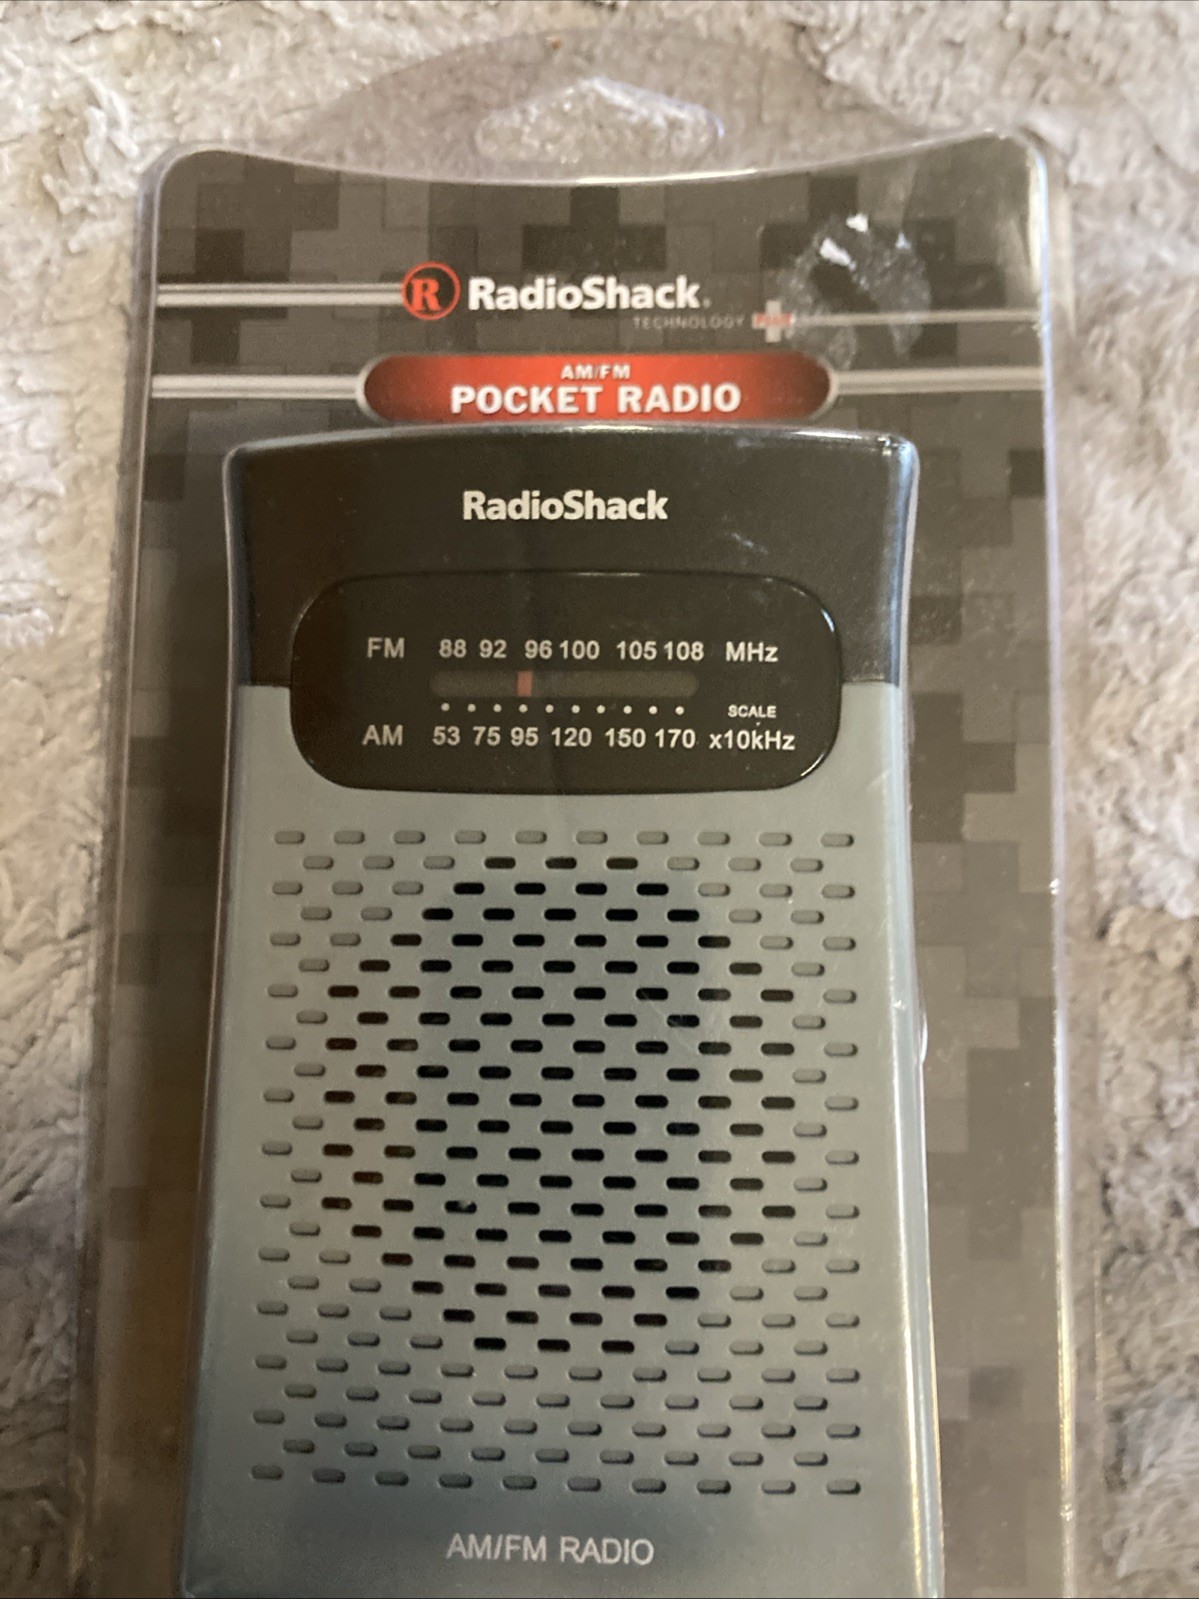 R RadioShack.
TECHNOLOGY PLUS
AM/FM
POCKET RADIO
RadioShack
FM 88 92 96 100 105 108 MHz
SCALE
AM 53 75 95 120 150 170 x10kHz
AM/FM RADIO